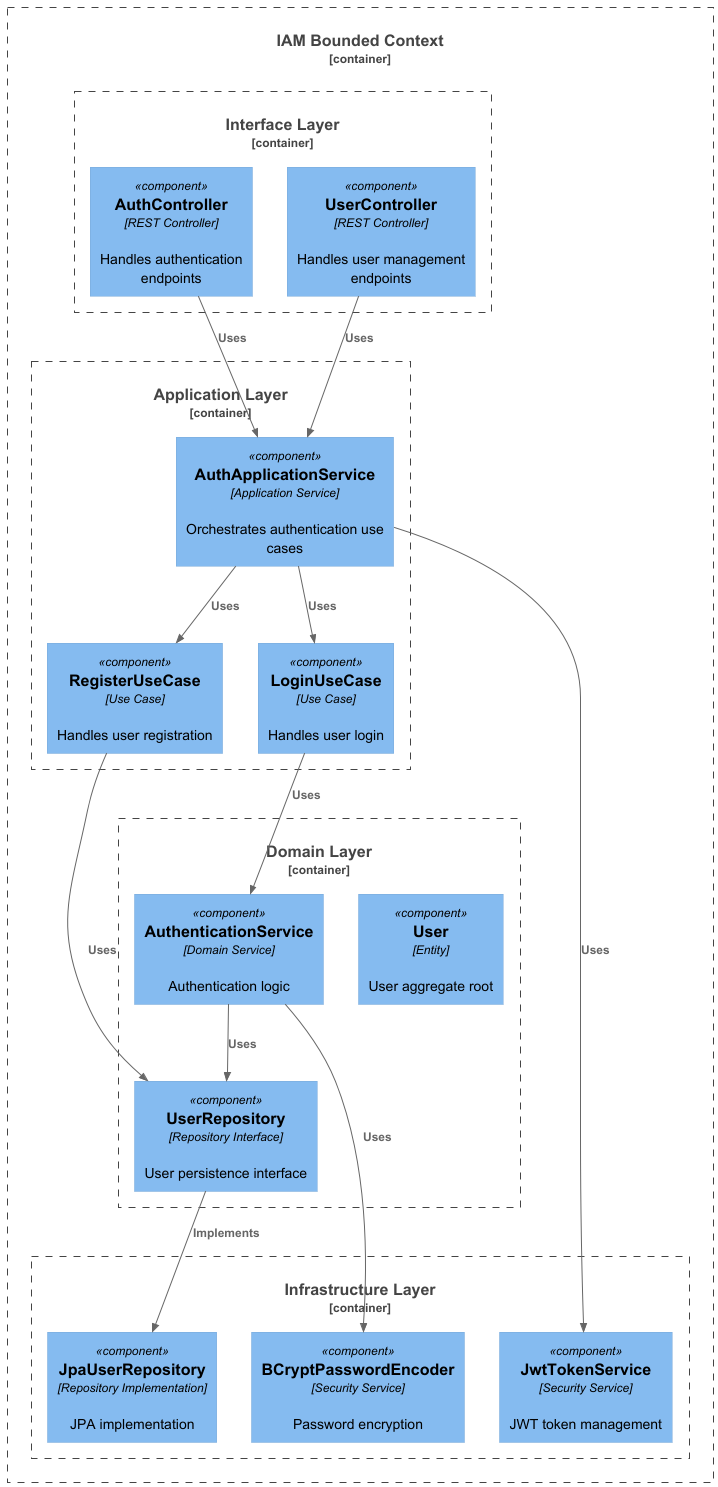 IAM Bounded Context
[container]
Interface Layer
[container]
«component»
AuthController
[REST Controller]
Handles authentication
endpoints
«component»
UserController
[REST Controller]
Handles user management
endpoints
Uses
Uses
Application Layer
[container]
«component»
AuthApplicationService
[Application Service]
Orchestrates authentication use
cases
Uses
Uses
«component»
RegisterUseCase
[Use Case]
Handles user registration
«component»
LoginUseCase
[Use Case]
Handles user login
Uses
Domain Layer
[container]
«component»
AuthenticationService
[Domain Service]
Authentication logic
«component»
User
[Entity]
User aggregate root
Uses
Uses
Uses
«component»
UserRepository
[Repository Interface]
User persistence interface
Uses
Implements
Infrastructure Layer
[container]
«component»
JpaUserRepository
[Repository Implementation]
JPA implementation
«component»
BCryptPasswordEncoder
[Security Service]
Password encryption
«component»
JwtTokenService
[Security Service]
JWT token management